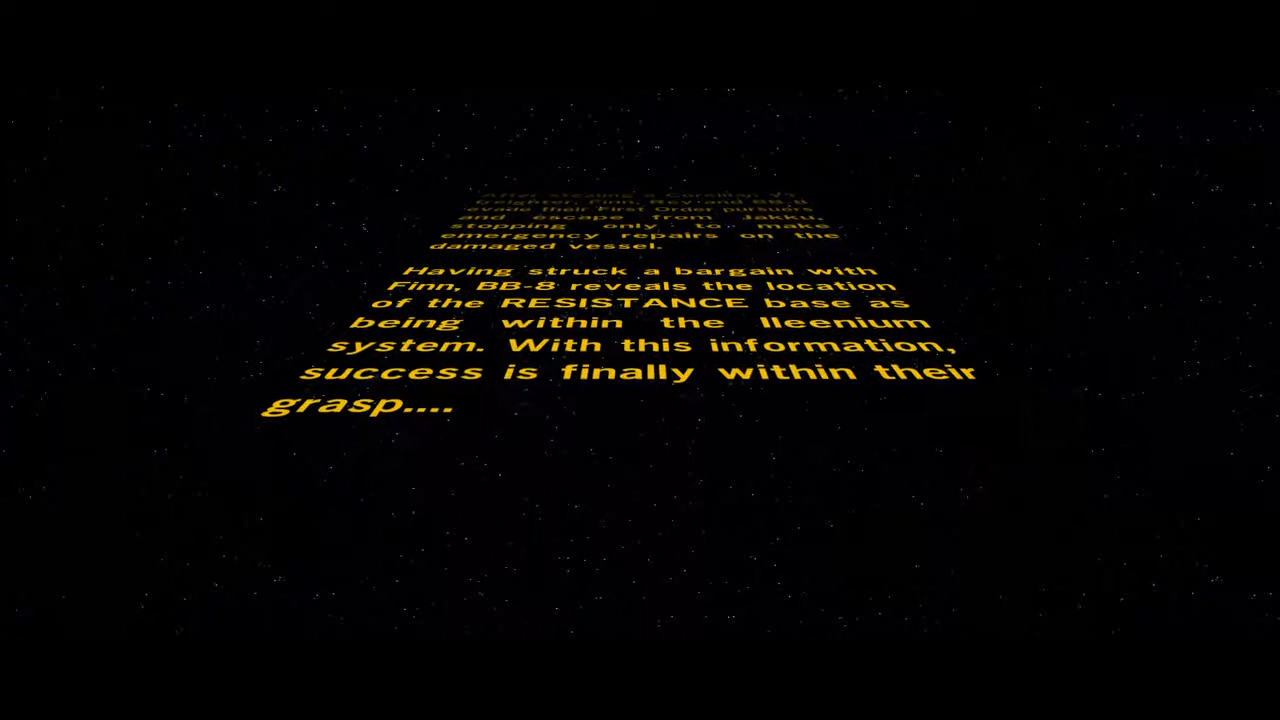 After stealing a Corellian YT
freighter, Finn, Rey and BB-8
evade their First Order pursuers
and escape from Jakku,
stopping only to make
emergency repairs on the
damaged vessel.
Having struck a bargain with
Finn, BB-8 reveals the location
of the RESISTANCE base as
being within the Ileenium
system. With this information,
success is finally within their
grasp....